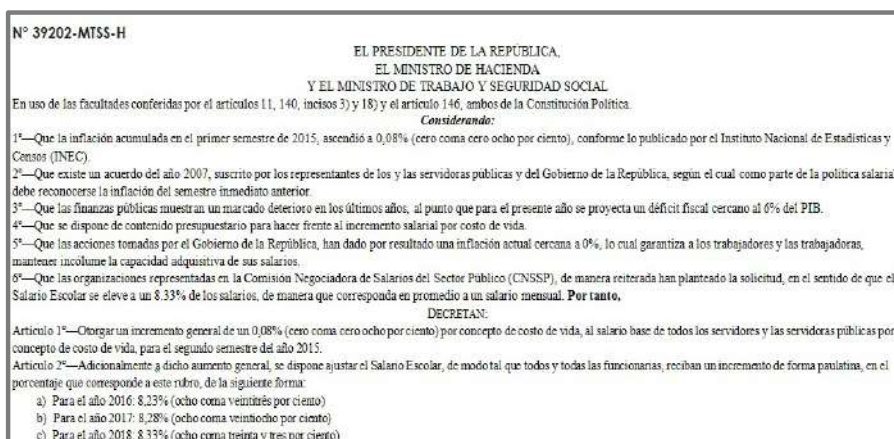 N° 39202-MTSS-H
EL PRESIDENTE DE LA REPÚBLICA,
EL MINISTRO DE HACIENDA
Y EL MINISTRO DE TRABAJO Y SEGURIDAD SOCIAL
En uso de las facultades conferidas por el artículos 11, 140, incisos 3) y 18) y el artículo 146, ambos de la Constitución Política.
Considerando:
1°—Que la inflación acumulada en el primer semestre de 2015, ascendió a 0,08% (cero coma cero ocho por ciento), conforme lo publicado por el Instituto Nacional de Estadísticas y
Censos (INEC).
2°—Que existe un acuerdo del año 2007, suscrito por los representantes de los y las servidoras públicas y del Gobierno de la República, según el cual como parte de la política salarial
debe reconocerse la inflación del semestre inmediato anterior.
3°—Que las finanzas públicas muestran un marcado deterioro en los últimos años, al punto que para el presente año se proyecta un déficit fiscal cercano al 6% del PIB.
4°—Que se dispone de contenido presupuestario para hacer frente al incremento salarial por costo de vida.
5°—Que las acciones tomadas por el Gobierno de la República, han dado por resultado una inflación actual cercana a 0%, lo cual garantiza a los trabajadores y las trabajadoras,
mantener incólume la capacidad adquisitiva de sus salarios.
6°—Que las organizaciones representadas en la Comisión Negociadora de Salarios del Sector Público (CNSSP), de manera reiterada han planteado la solicitud, en el sentido de que el
Salario Escolar se eleve a un 8.33% de los salarios, de manera que corresponda en promedio a un salario mensual. Por tanto,
DECRETAN:
Artículo 1°—Otorgar un incremento general de un 0,08% (cero coma cero ocho por ciento) por concepto de costo de vida, al salario base de todos los servidores y las servidoras públicas por
concepto de costo de vida, para el segundo semestre del año 2015.
Artículo 2°—Adicionalmente a dicho aumento general, se dispone ajustar el Salario Escolar, de modo tal que todos y todas las funcionarias, reciban un incremento de forma paulatina, en el
porcentaje que corresponde a este rubro, de la siguiente forma:
a) Para el año 2016: 8,23% (ocho coma veintitrés por ciento)
b) Para el año 2017: 8,28% (ocho coma veintiocho por ciento)
c) Para el año 2018: 8,33% (ocho coma treinta y tres por ciento)